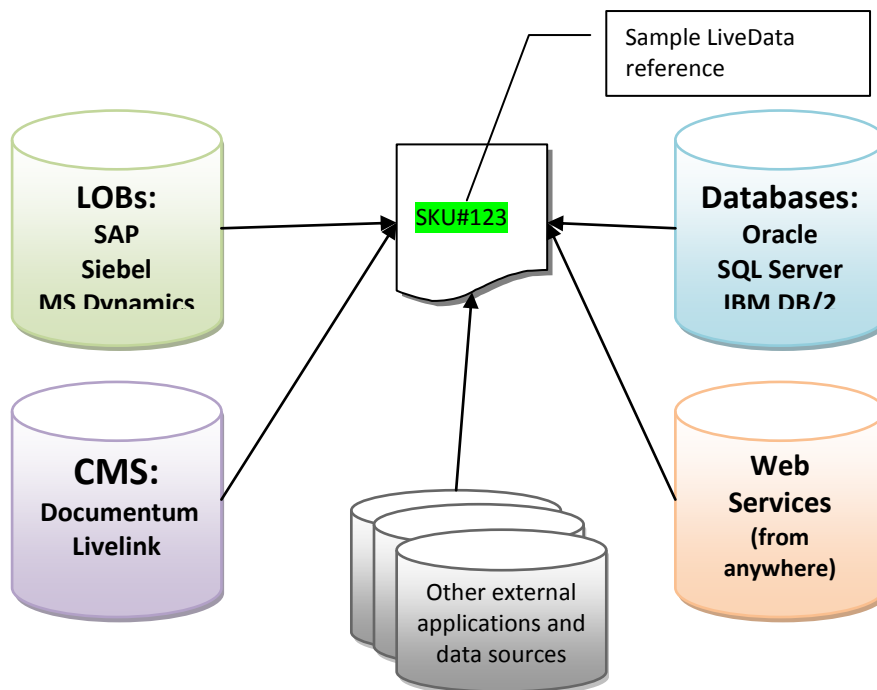 Sample LiveData
reference
LOBs:
SAP
Siebel
MS Dynamics
SKU#123
Databases:
Oracle
SQL Server
IBM DB/2
CMS:
Documentum
Livelink
Other external
applications and
data sources
Web
Services
(from
anywhere)